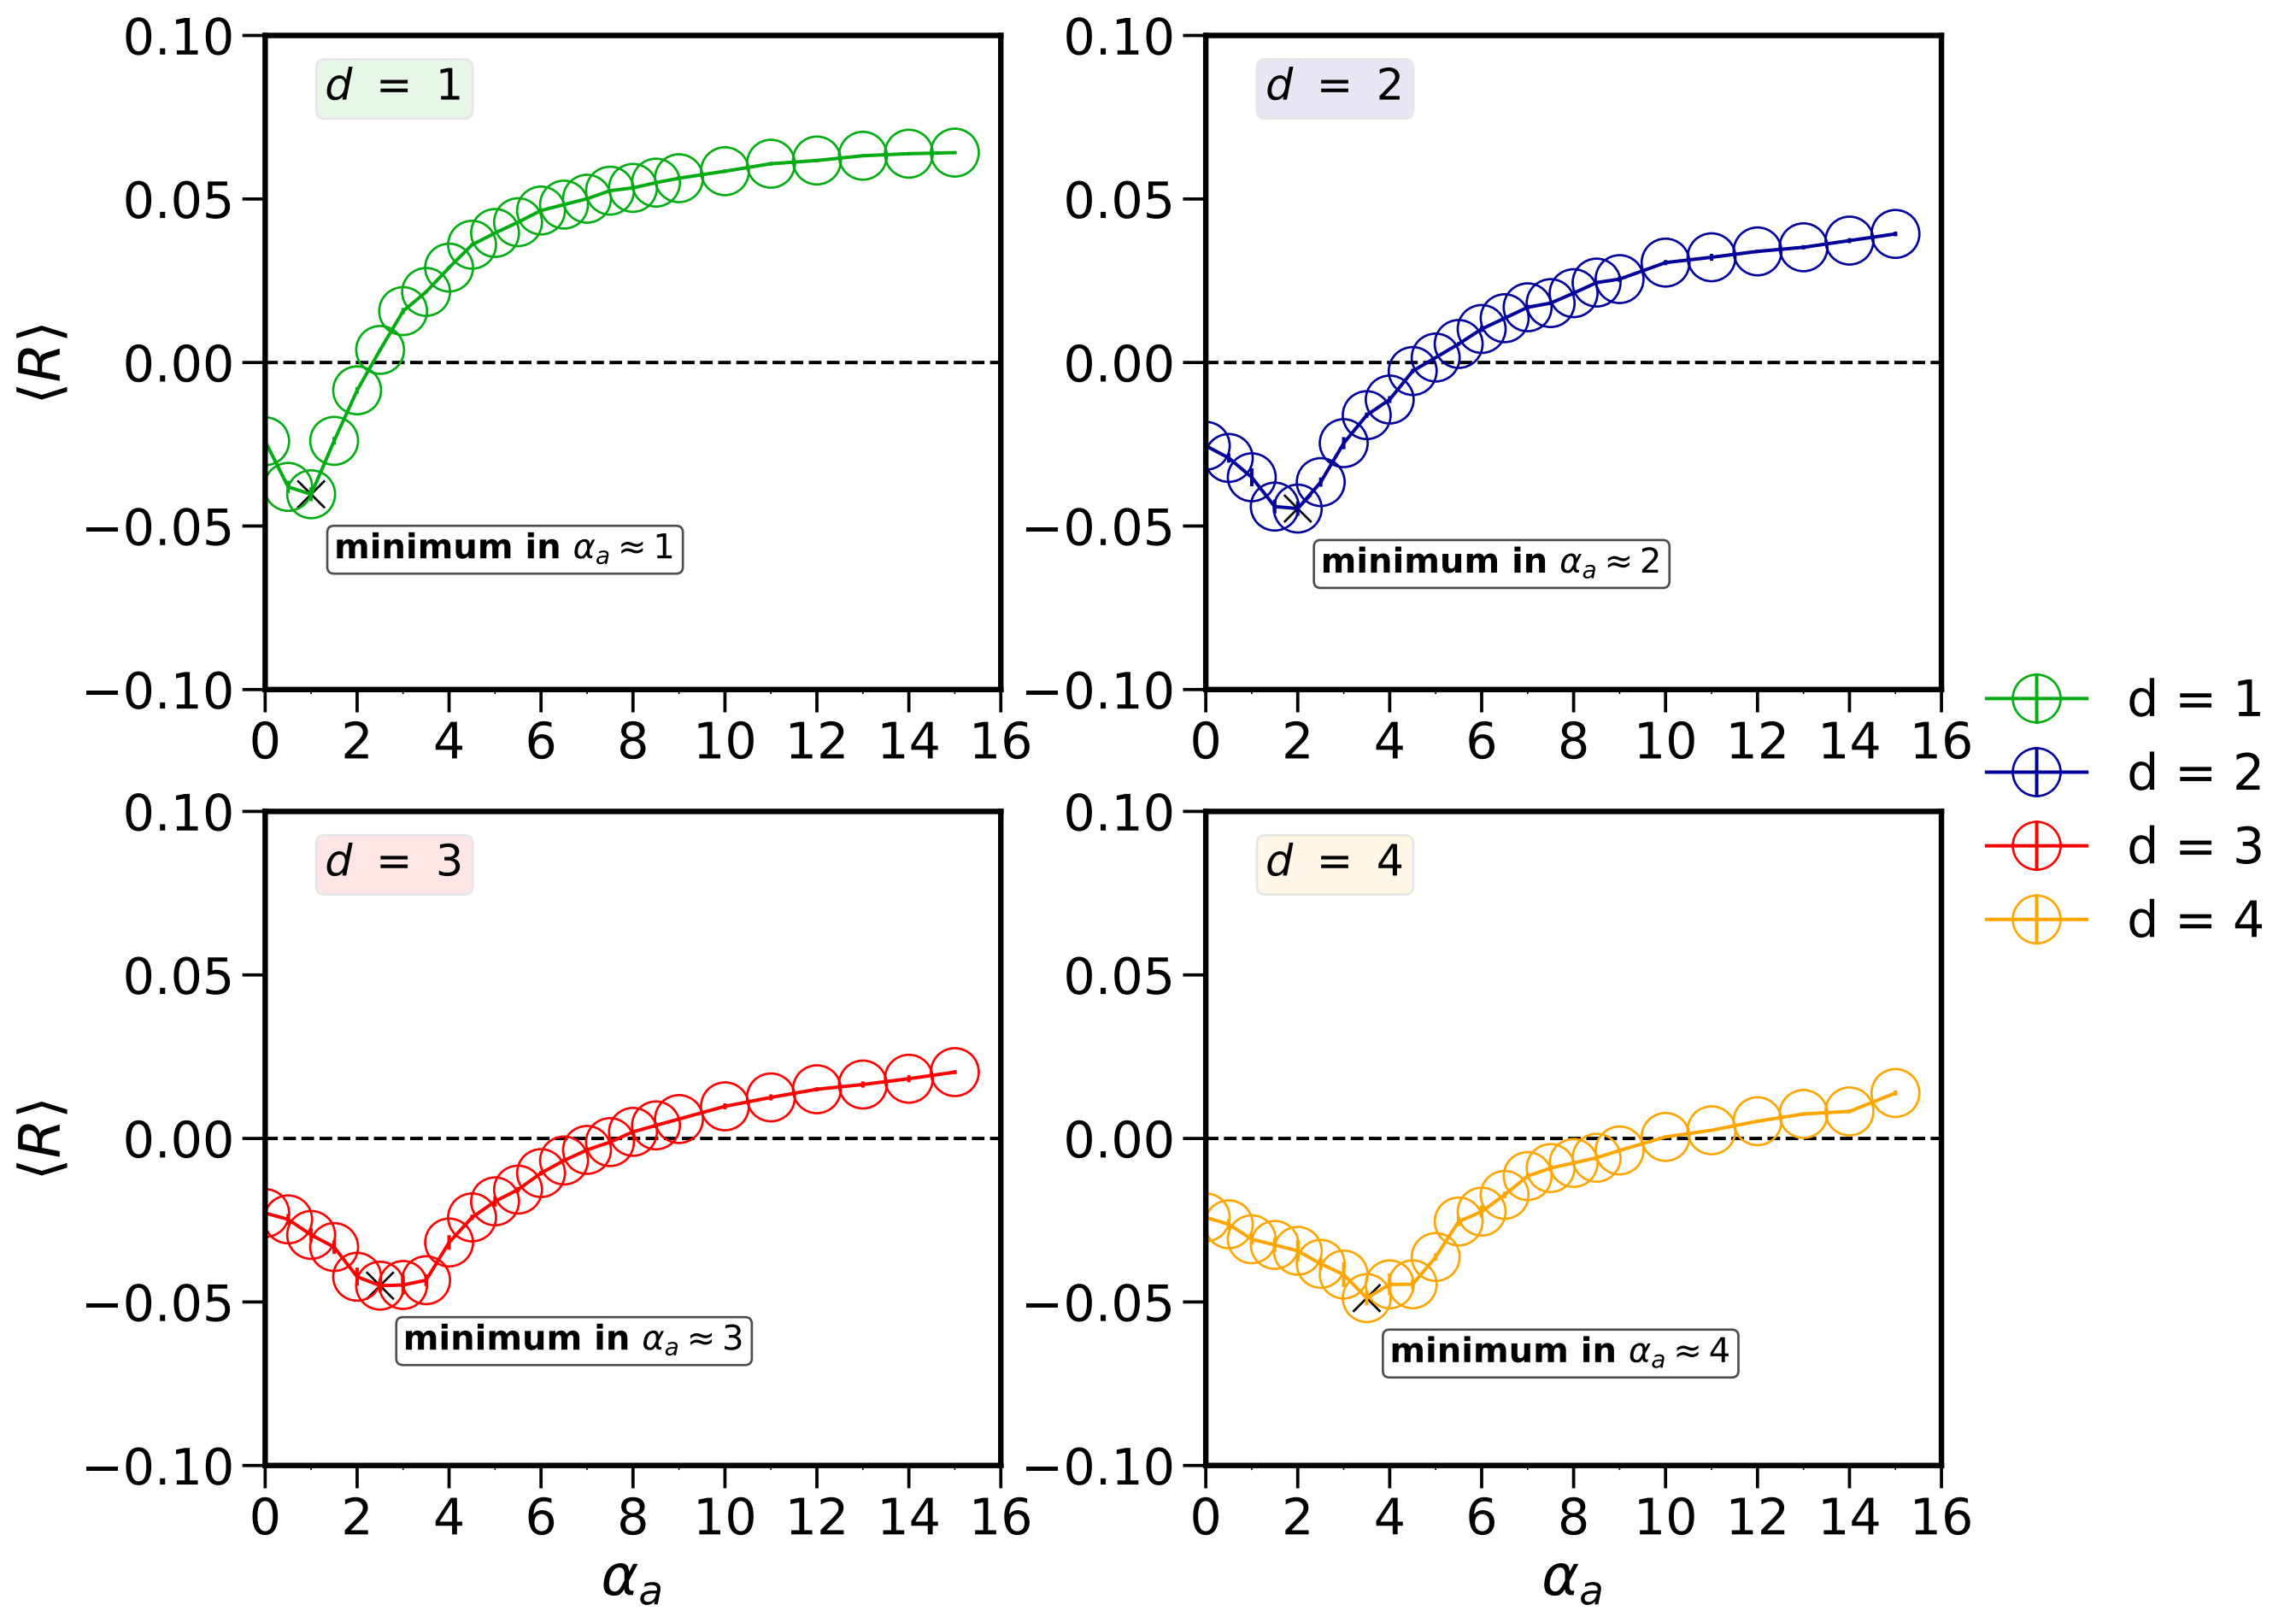 0.10
0.05
0.00
−0.05
−0.10
⟨R⟩
d = 1
minimum in αₐ ≈ 1
0 2 4 6 8 10 12 14 16
0.10
0.05
0.00
−0.05
−0.10
d = 2
minimum in αₐ ≈ 2
0 2 4 6 8 10 12 14 16
0.10
0.05
0.00
−0.05
−0.10
⟨R⟩
d = 3
minimum in αₐ ≈ 3
0 2 4 6 8 10 12 14 16
αₐ
0.10
0.05
0.00
−0.05
−0.10
d = 4
minimum in αₐ ≈ 4
0 2 4 6 8 10 12 14 16
αₐ
d = 1
d = 2
d = 3
d = 4